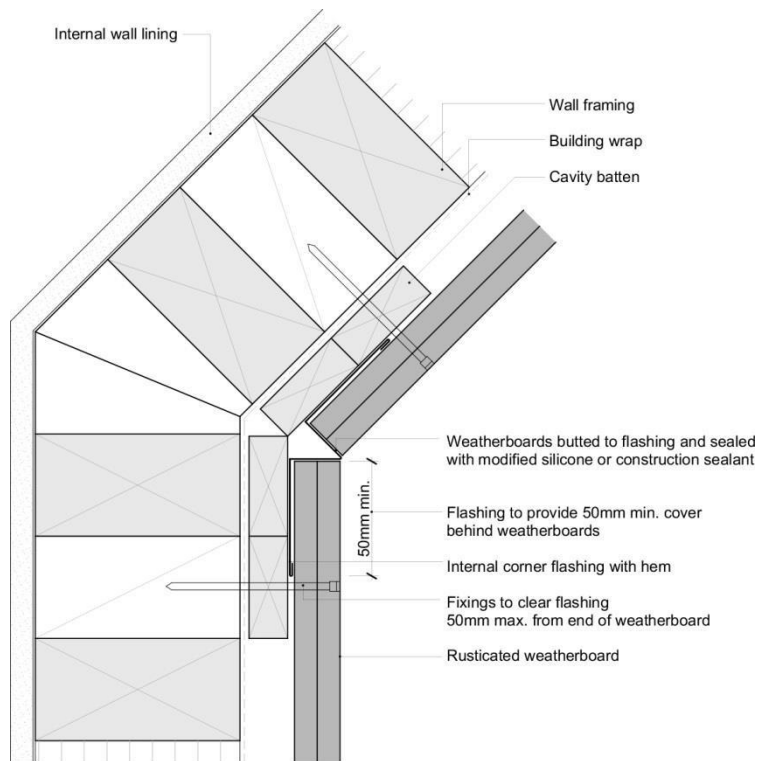 Internal wall lining
Wall framing
Building wrap
Cavity batten
Weatherboards butted to flashing and sealed
with modified silicone or construction sealant
50mm min.
Flashing to provide 50mm min. cover
behind weatherboards
Internal corner flashing with hem
Fixings to clear flashing
50mm max. from end of weatherboard
Rusticated weatherboard